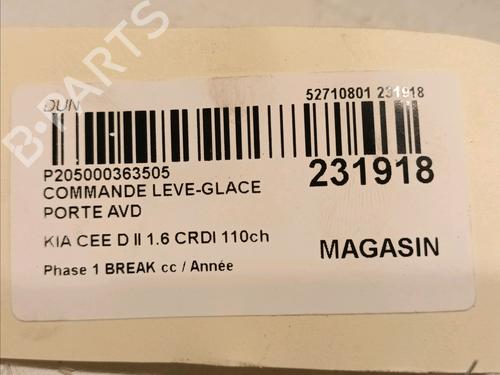 DUN
52710801 231918
P205000363505
231918
COMMANDE LEVE-GLACE
PORTE AVD
KIA CEE D II 1.6 CRDI 110ch
MAGASIN
Phase 1 BREAK cc / Année
B-PARTS